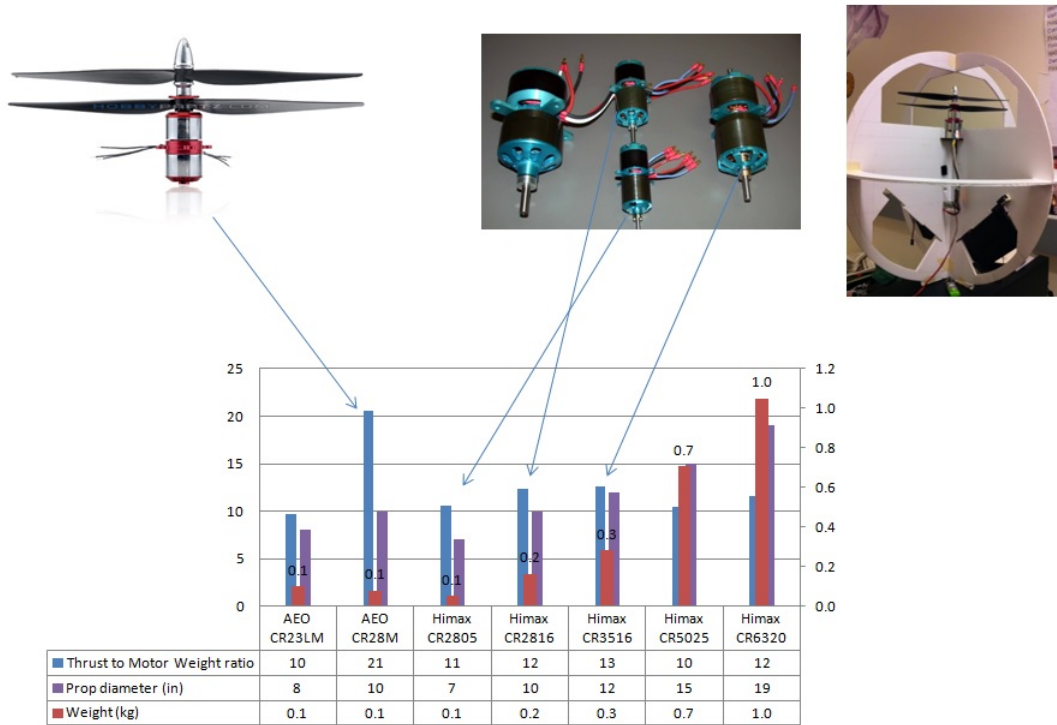 25
20
15
10
5
0
1.2
1.0
0.8
0.6
0.4
0.2
0.0
0.1
0.1
0.1
0.2
0.3
0.7
1.0
AEO CR23LM
AEO CR28M
Himax CR2805
Himax CR2816
Himax CR3516
Himax CR5025
Himax CR6320
Thrust to Motor Weight ratio 10 21 11 12 13 10 12
Prop diameter (in) 8 10 7 10 12 15 19
Weight (kg) 0.1 0.1 0.1 0.2 0.3 0.7 1.0